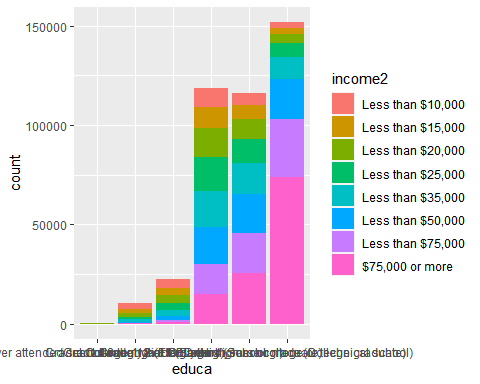 150000
100000
50000
0
count
educa
income2
Less than $10,000
Less than $15,000
Less than $20,000
Less than $25,000
Less than $35,000
Less than $50,000
Less than $75,000
$75,000 or more